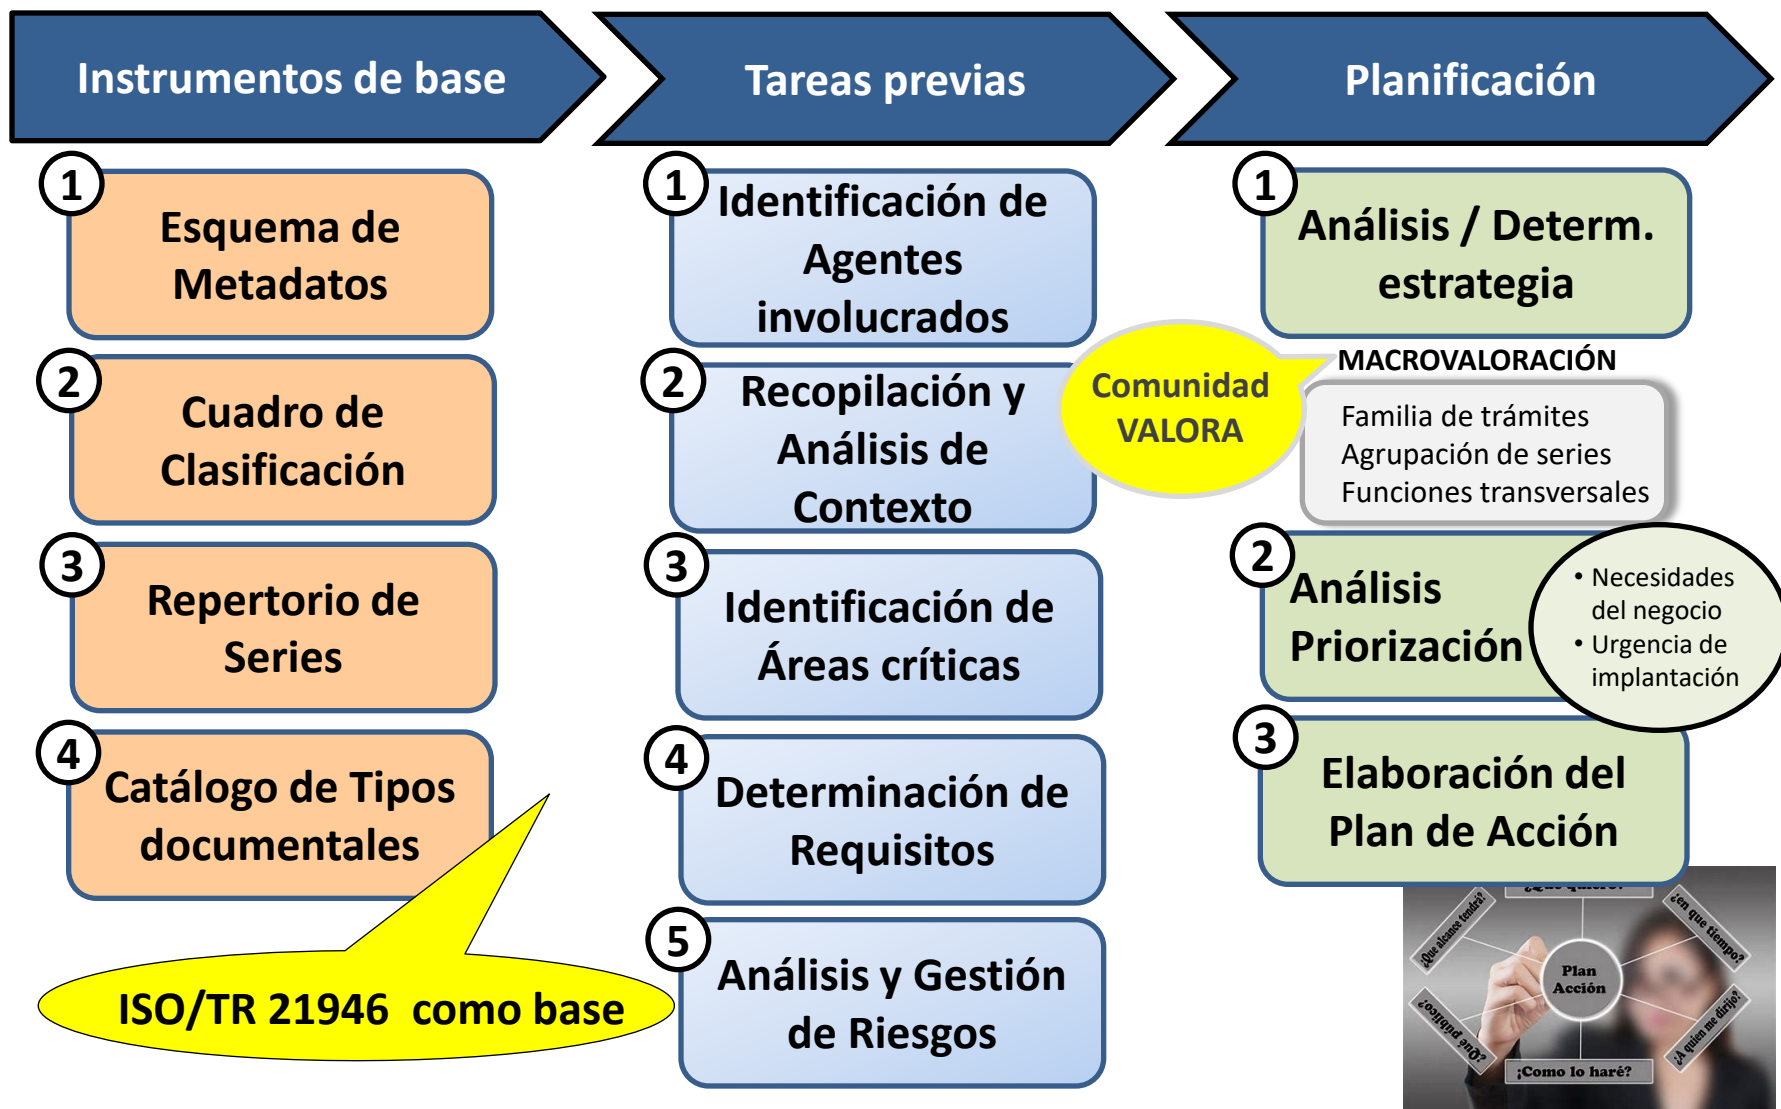 Instrumentos de base
Tareas previas
Planificación
1
Esquema de
Metadatos
2
Cuadro de
Clasificación
3
Repertorio de
Series
4
Catálogo de Tipos
documentales
ISO/TR 21946 como base
1
Identificación de
Agentes
involucrados
2
Recopilación y
Análisis de
Contexto
3
Identificación de
Áreas críticas
4
Determinación de
Requisitos
5
Análisis y Gestión
de Riesgos
1
Análisis / Determ.
estrategia
Comunidad
VALORA
MACROVALORACIÓN
Familia de trámites
Agrupación de series
Funciones transversales
2
Análisis
Priorización
• Necesidades
del negocio
• Urgencia de
implantación
3
Elaboración del
Plan de Acción
¿Que quiero?
¿Que alcance tendrá?
¿en que tiempo?
Plan
Acción
¿Qué público?
¿A quien me dirijo?
¿Como lo haré?